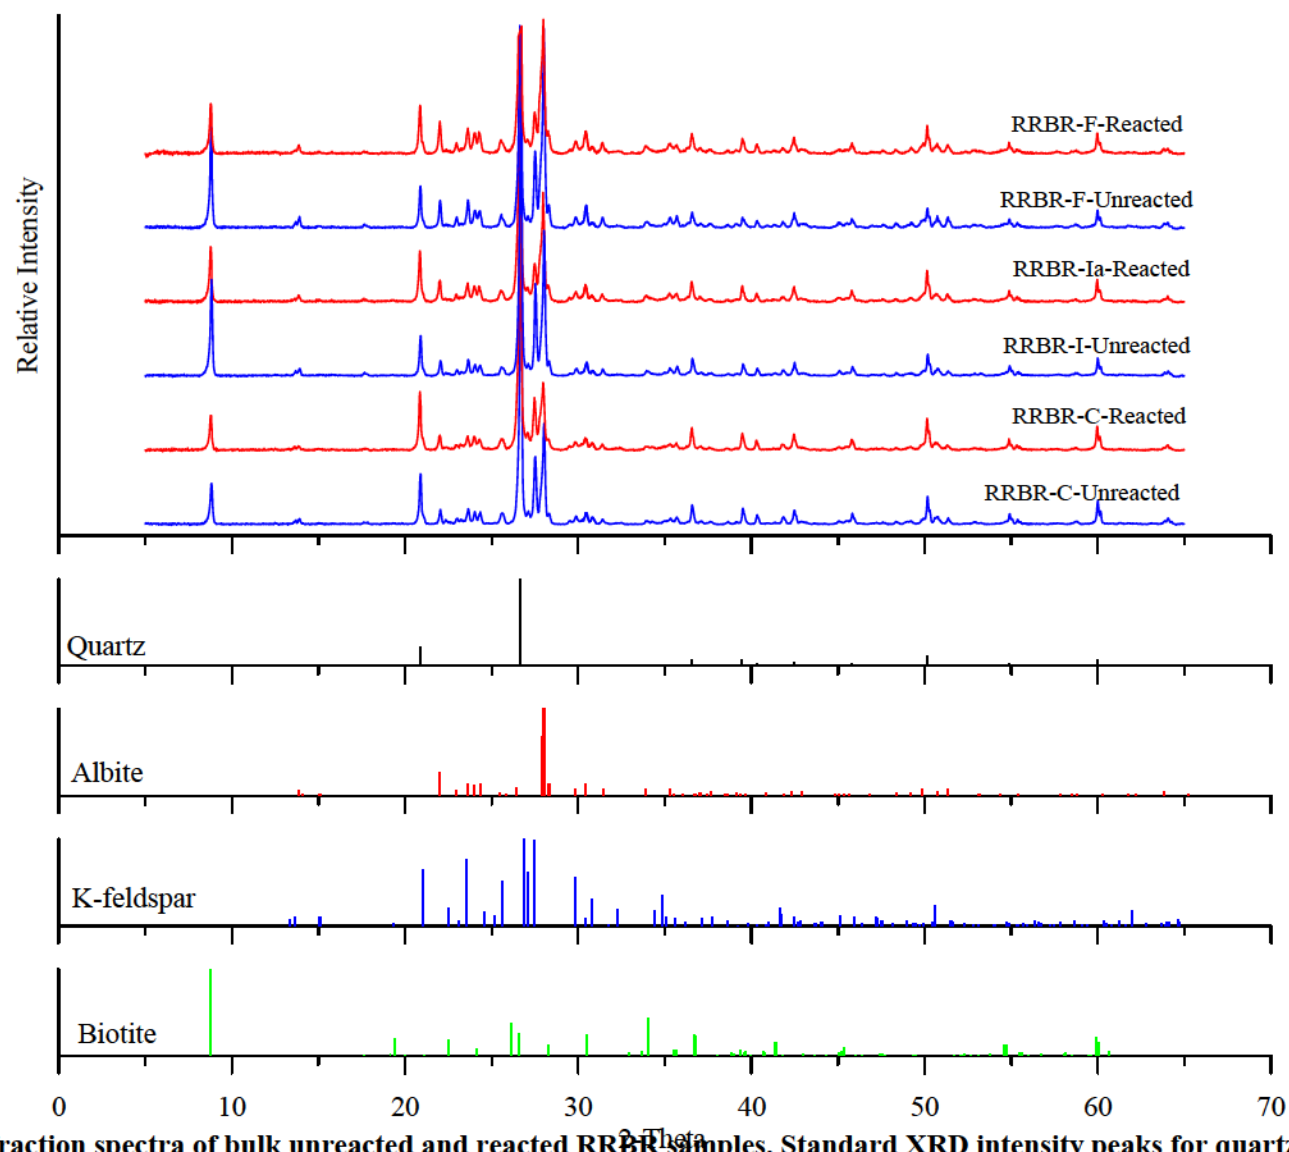 RRBR-F-Reacted
RRBR-F-Unreacted
RRBR-Ia-Reacted
RRBR-I-Unreacted
RRBR-C-Reacted
RRBR-C-Unreacted
Relative Intensity
Quartz
Albite
K-feldspar
Biotite
0 10 20 30 40 50 60 70
2-Theta
raction spectra of bulk unreacted and reacted RRBR samples. Standard XRD intensity peaks for quartz